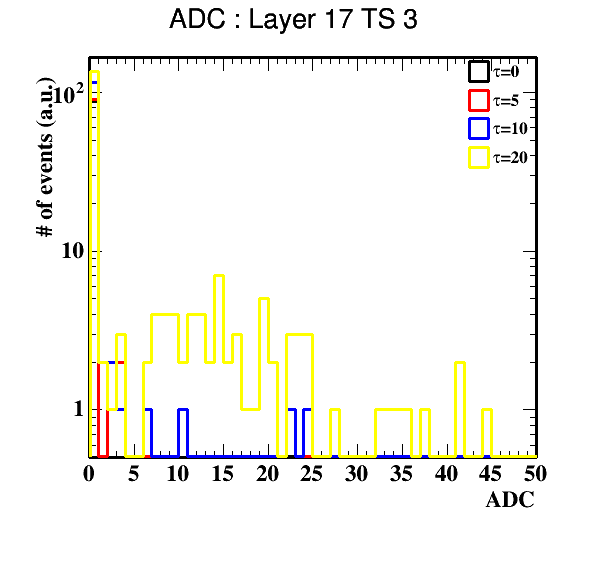 ADC : Layer 17 TS 3
# of events (a.u.)
10²
10
1
τ=0
τ=5
τ=10
τ=20
0 5 10 15 20 25 30 35 40 45 50
ADC